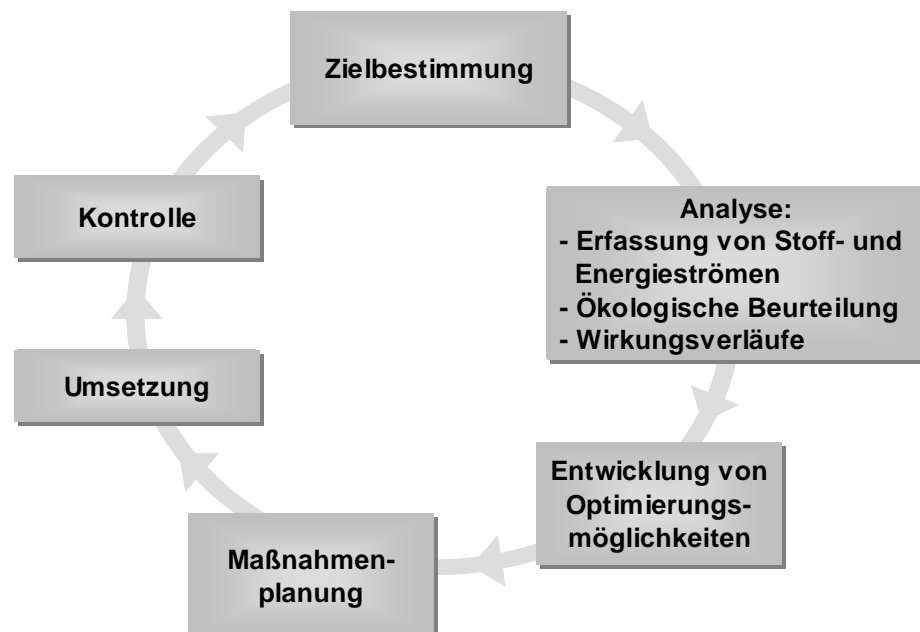 Zielbestimmung
Analyse:
- Erfassung von Stoff- und
Energieströmen
- Ökologische Beurteilung
- Wirkungsverläufe
Entwicklung von
Optimierungs-
möglichkeiten
Maßnahmen-
planung
Umsetzung
Kontrolle